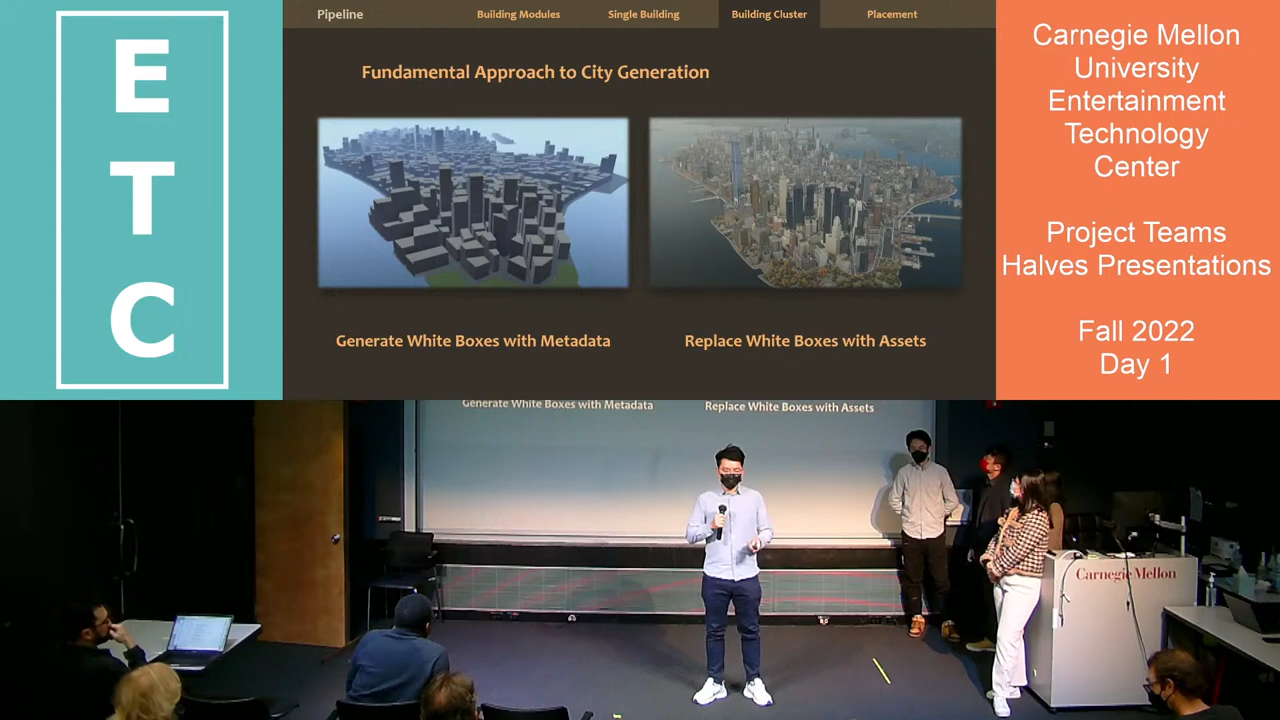 E
T
C
Pipeline
Building Modules
Single Building
Building Cluster
Placement
Fundamental Approach to City Generation
Generate White Boxes with Metadata
Replace White Boxes with Assets
Carnegie Mellon
University
Entertainment
Technology
Center
Project Teams
Halves Presentations
Fall 2022
Day 1
Generate White Boxes with Metadata
Replace White Boxes with Assets
Carnegie Mellon